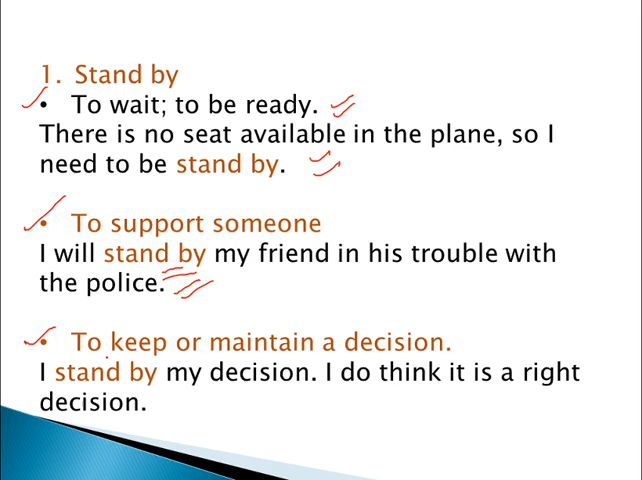 1. Stand by
• To wait; to be ready.
There is no seat available in the plane, so I
need to be stand by.
• To support someone
I will stand by my friend in his trouble with
the police.
• To keep or maintain a decision.
I stand by my decision. I do think it is a right
decision.